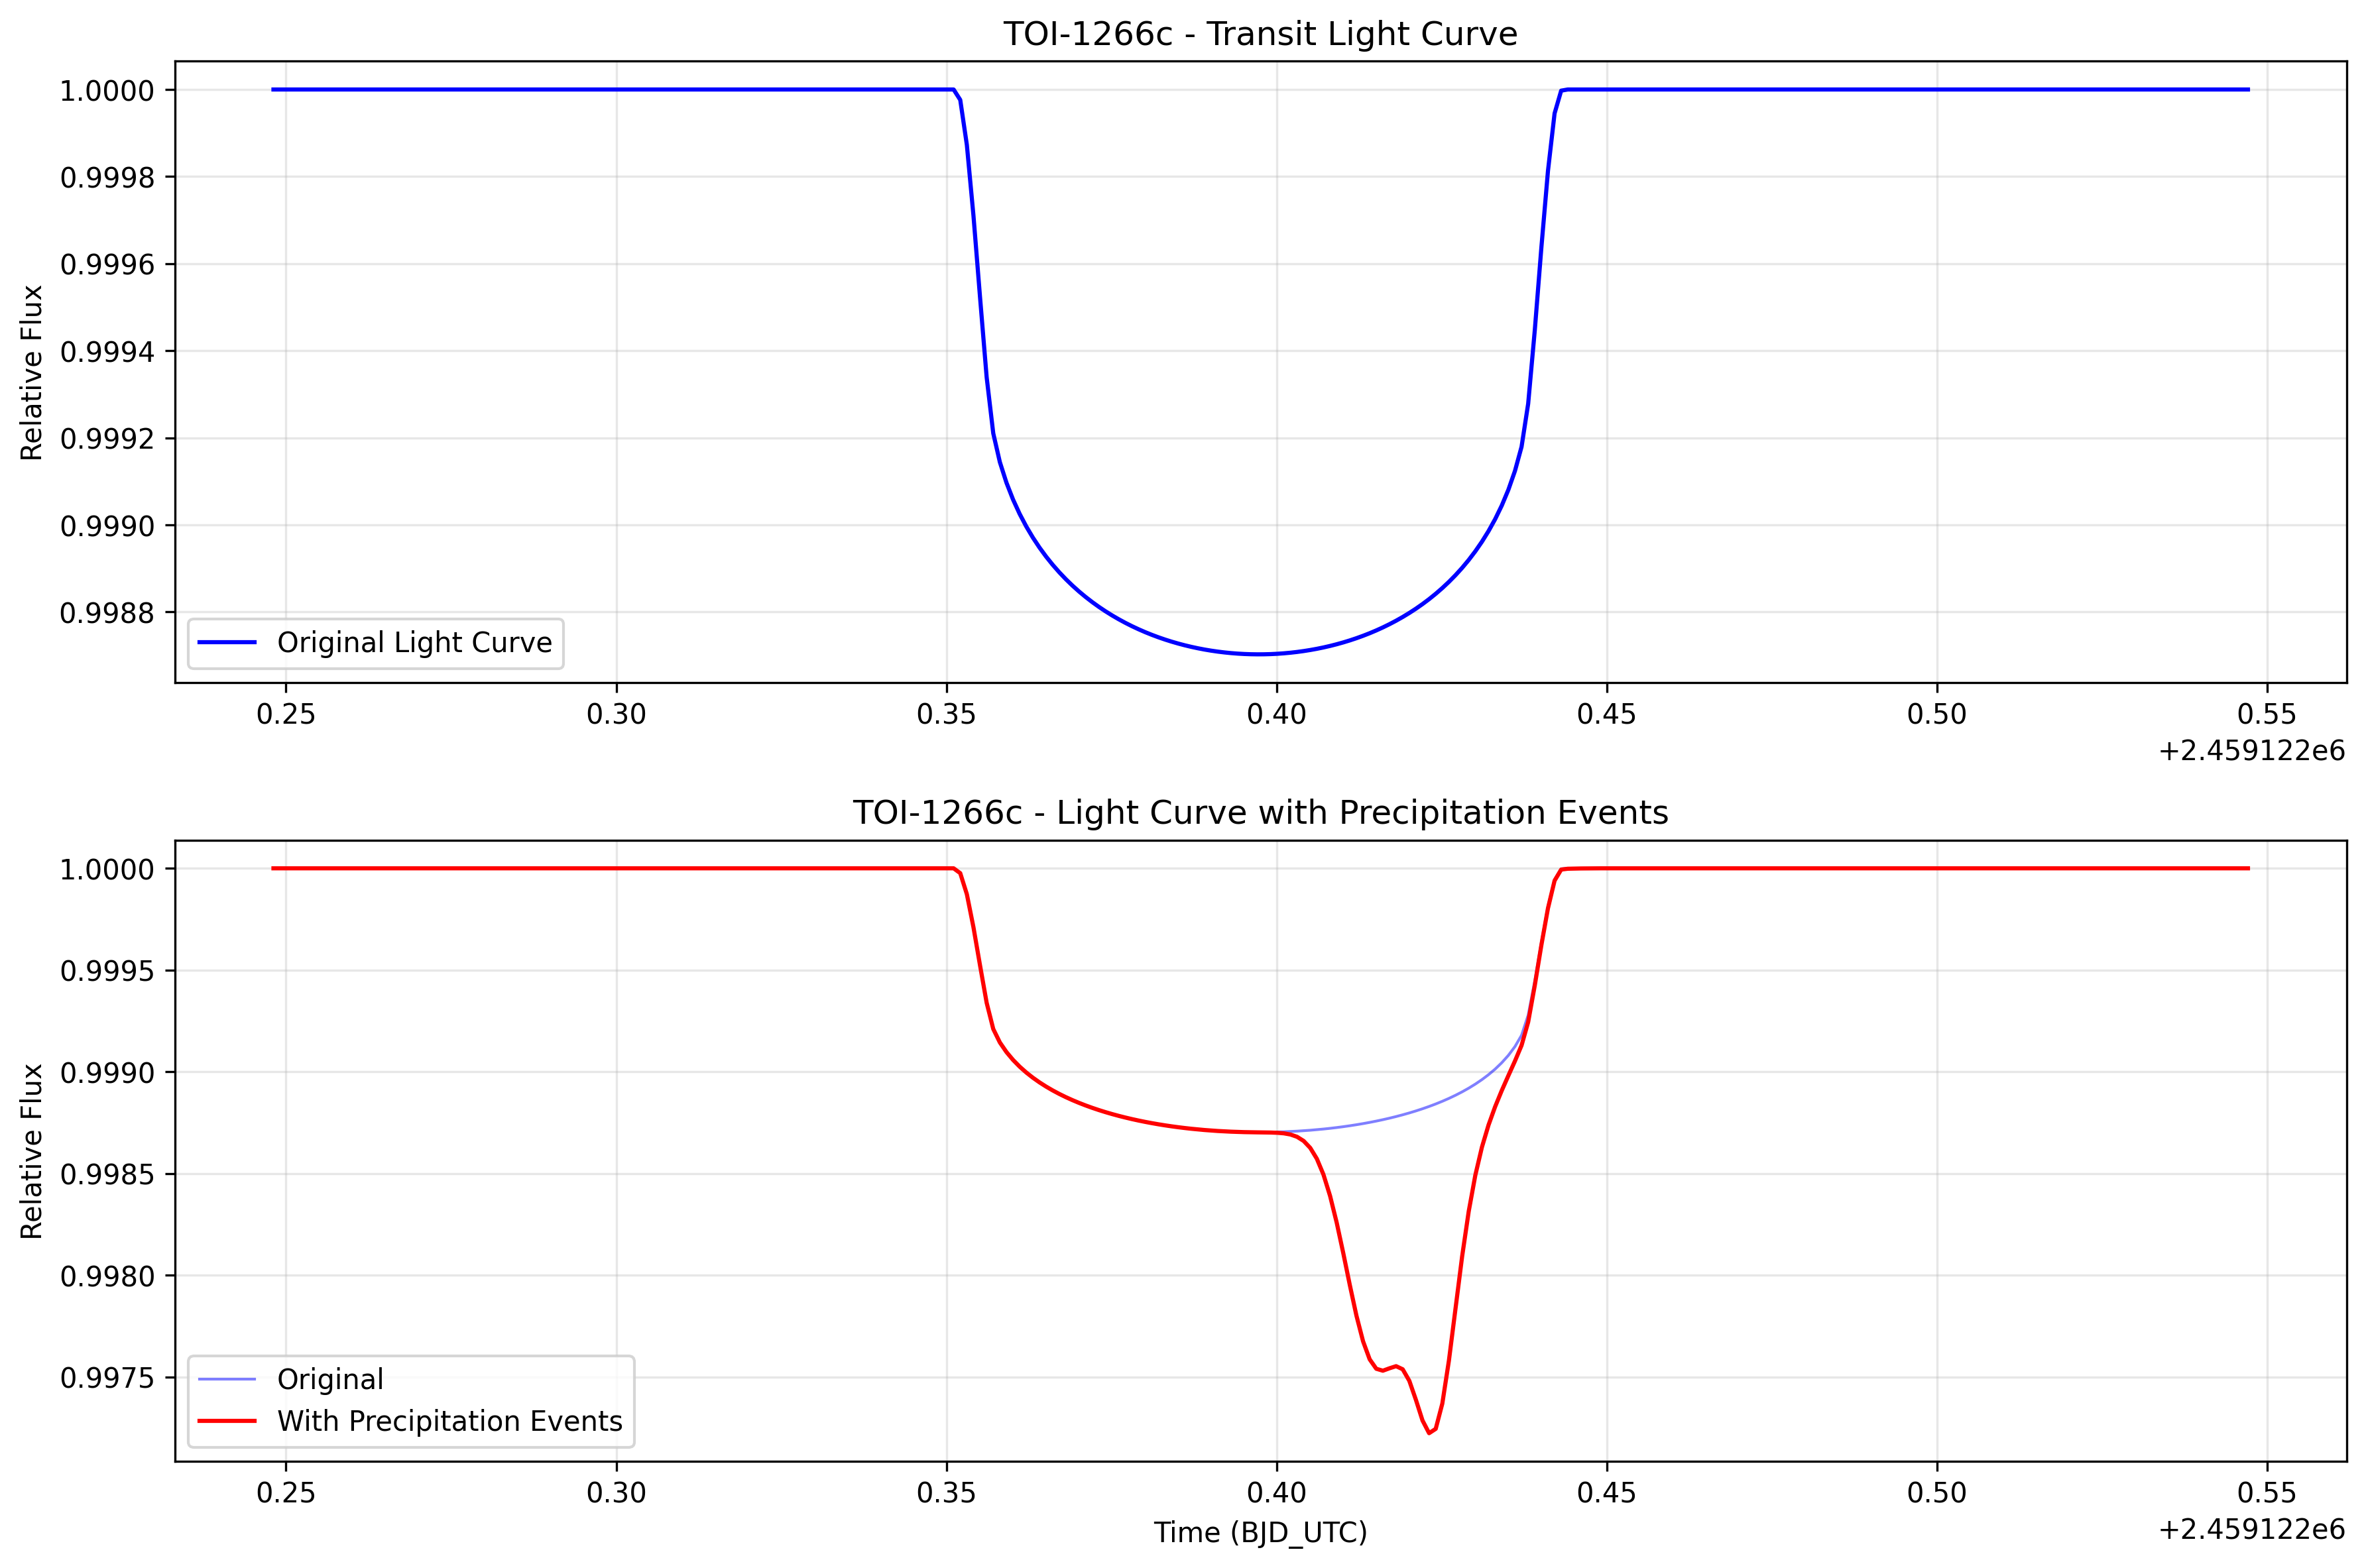 TOI-1266c - Transit Light Curve
Relative Flux
1.0000
0.9998
0.9996
0.9994
0.9992
0.9990
0.9988
Original Light Curve
0.25 0.30 0.35 0.40 0.45 0.50 0.55
+2.459122e6
TOI-1266c - Light Curve with Precipitation Events
Relative Flux
1.0000
0.9995
0.9990
0.9985
0.9980
0.9975
Original
With Precipitation Events
0.25 0.30 0.35 0.40 0.45 0.50 0.55
+2.459122e6
Time (BJD_UTC)